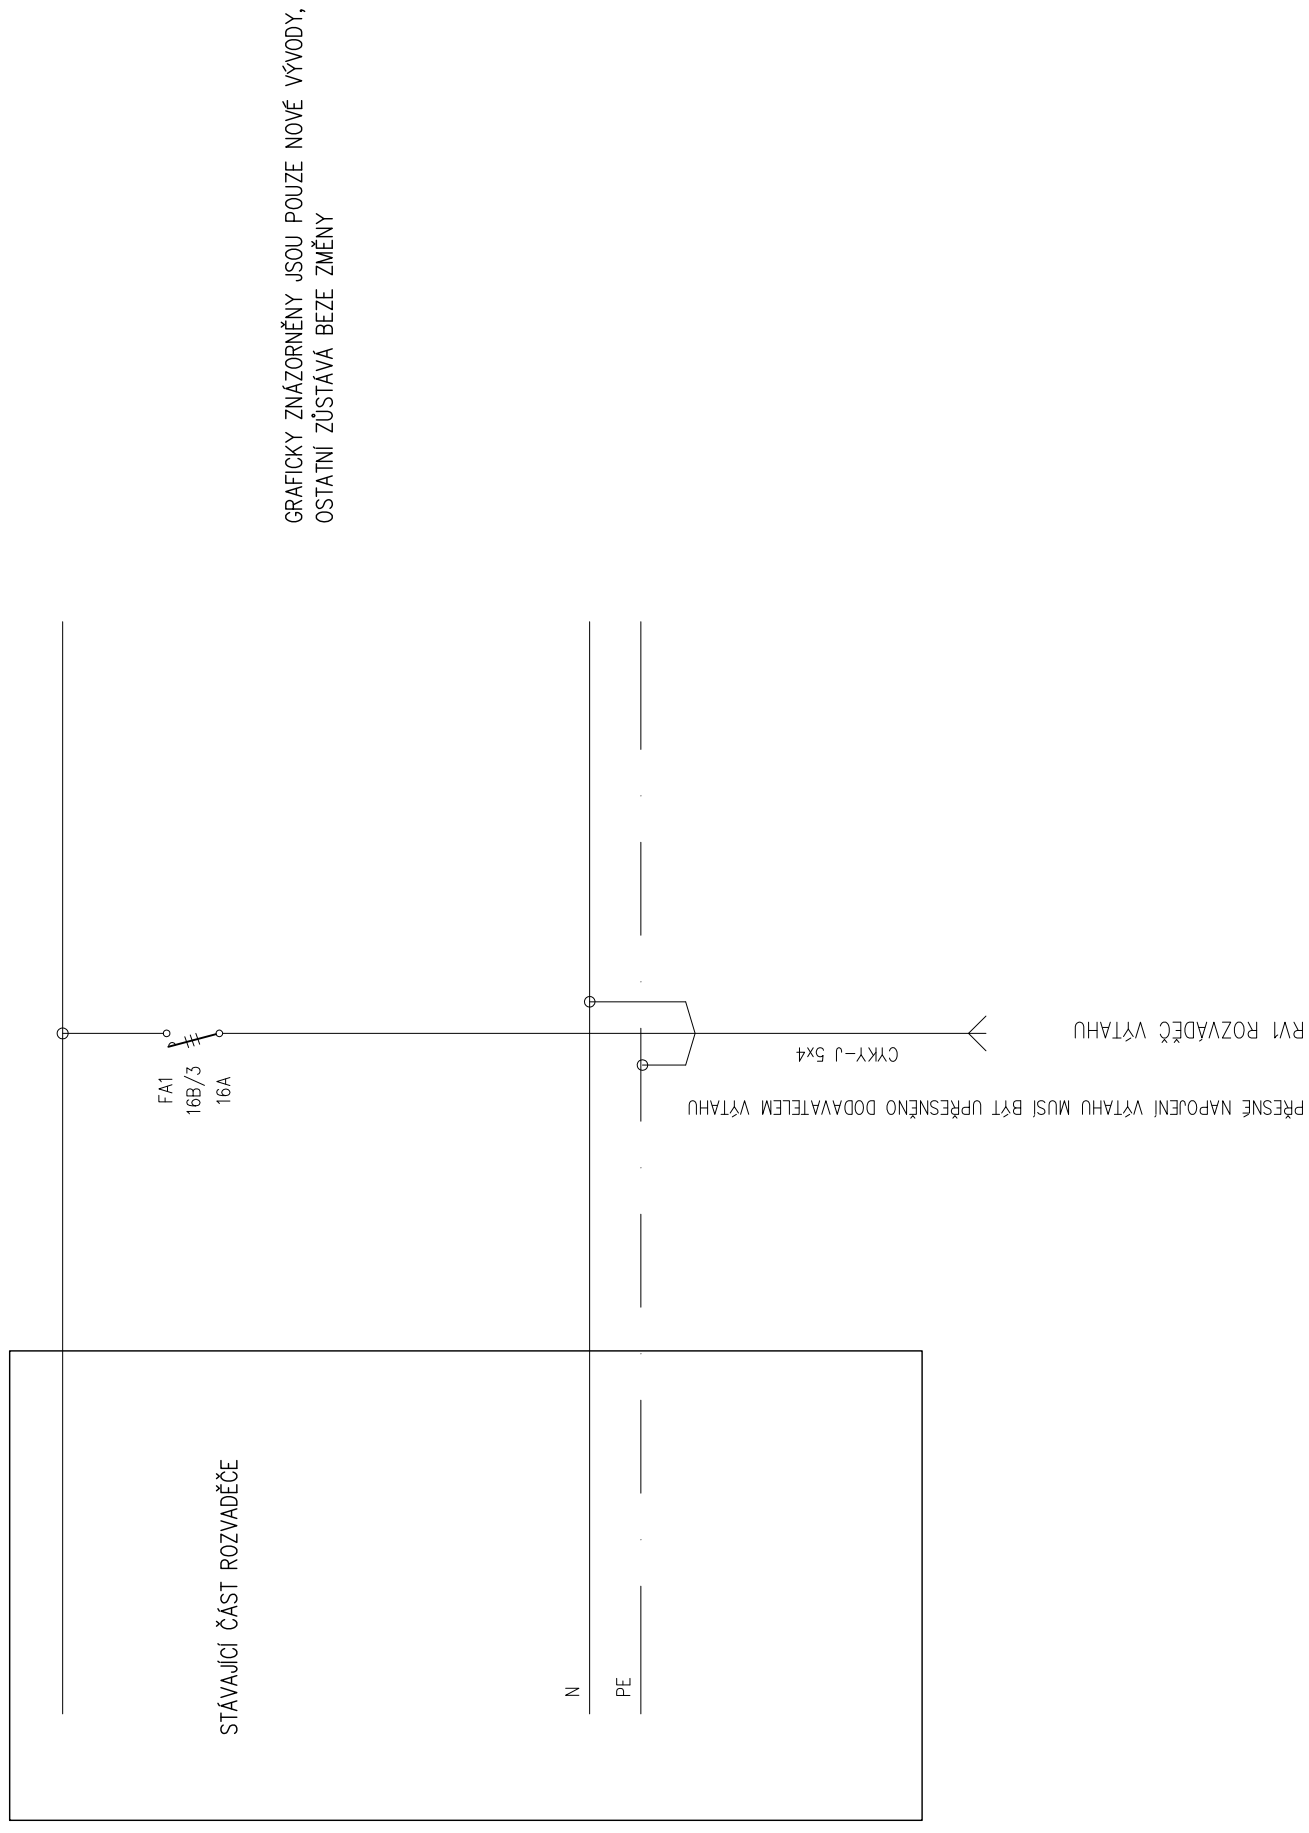 GRAFICKY ZNÁZORNĚNY JSOU POUZE NOVÉ VÝVODY,
OSTATNÍ ZŮSTÁVÁ BEZE ZMĚNY
FA1
16B/3
16A
STÁVAJÍCÍ ČÁST ROZVADĚČE
N
PE
CYKY-J 5x4
RV1 ROZVÁDĚČ VÝTAHU
PŘESNÉ NAPOJENÍ VÝTAHU MUSÍ BÝT UPŘESNĚNO DODAVATELEM VÝTAHU